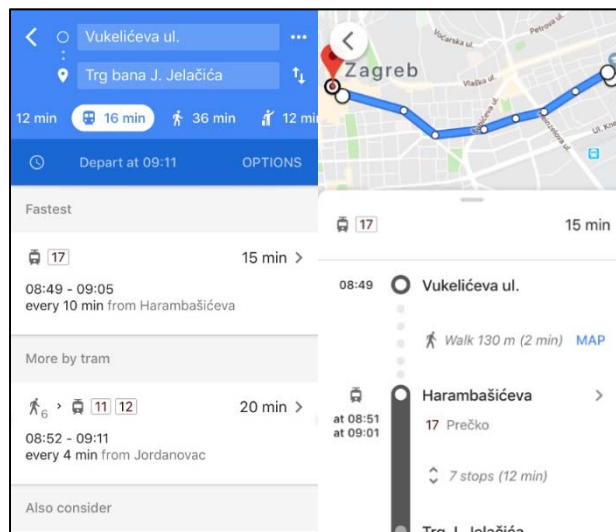 Vukelićeva ul.
Trg bana J. Jelačića
12 min
16 min
36 min
12 min
Depart at 09:11
OPTIONS
Fastest
17
15 min
08:49 - 09:05
every 10 min from Harambašićeva
More by tram
6
11 12
20 min
08:52 - 09:11
every 4 min from Jordanovac
Also consider
Voćarska ul.
Petrova ul.
Zagreb
Vlaška ul.
Ul. Kne
17
15 min
08:49
Vukelićeva ul.
Walk 130 m (2 min) MAP
Harambašićeva
at 08:51
at 09:01
17 Prečko
7 stops (12 min)
Trg J. Jelačića